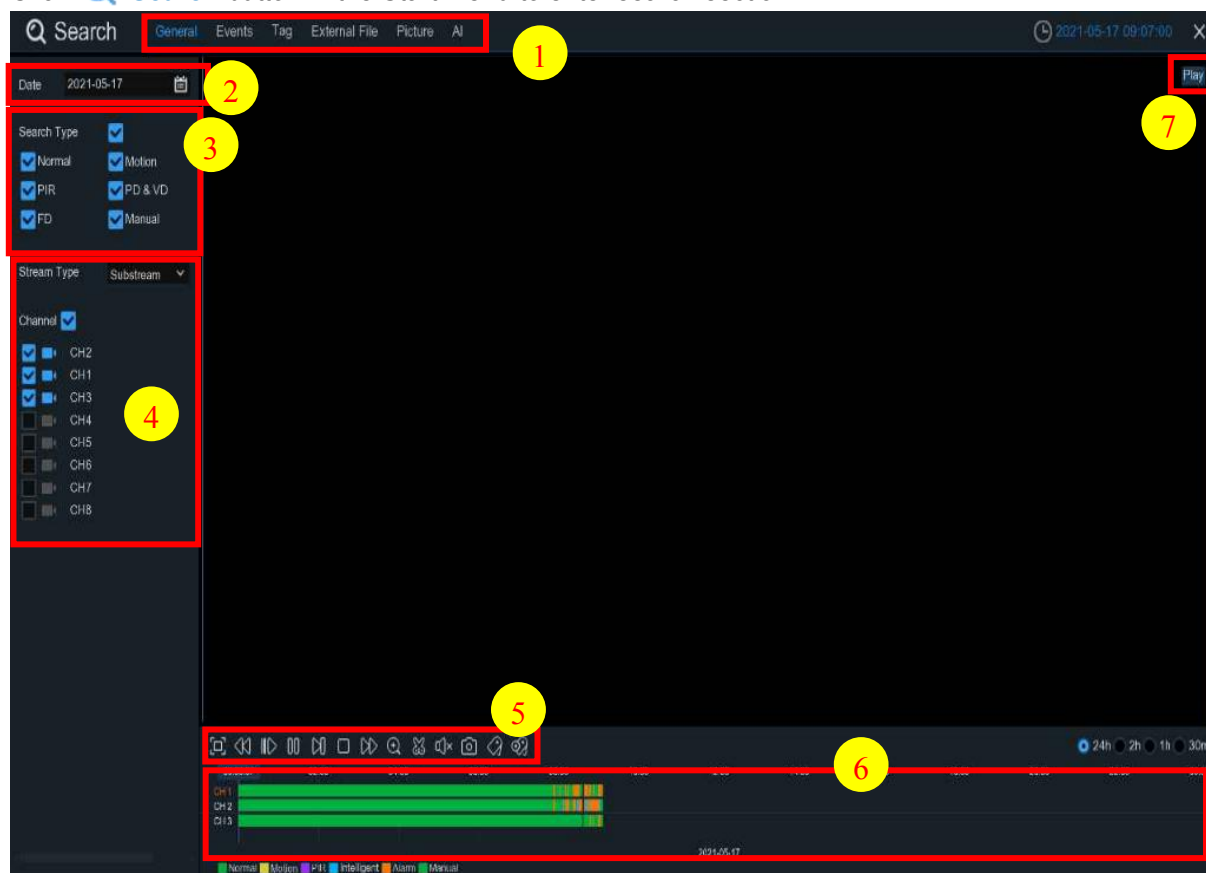 Search General Events Tag External File Picture AI 2021-05-17 09:07:00 X
1
Date 2021-05-17
2
Play
7
Search Type
3
Normal Motion
PIR PD & VD
FD Manual
Stream Type Substream
Channel
CH2
CH1
CH3
CH4
4
CH5
CH6
CH7
CH8
5
24h 2h 1h 30m
6
CH1
CH2
CH3
2021-05-17
Normal Motion PIR Intelligent Alarm Manual